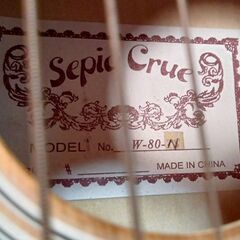 Sepia Crue
MODEL No. W-80-N
# MADE IN CHINA